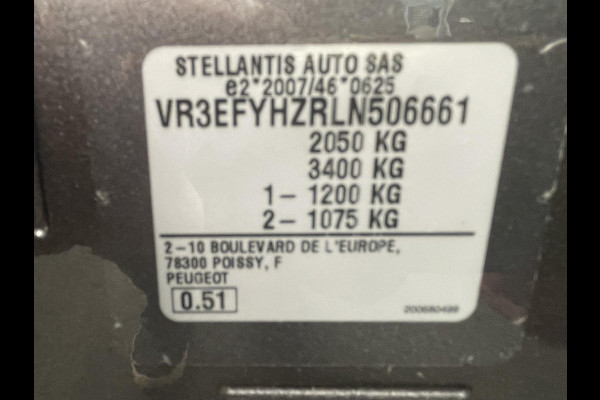 STELLANTIS AUTO SAS
e2*2007/46*0625
VR3EFYHZRLN506661
2050 KG
3400 KG
1- 1200 KG
2- 1075 KG
2-10 BOULEVARD DE L'EUROPE,
78300 POISSY, F
PEUGEOT
0.51
200680499